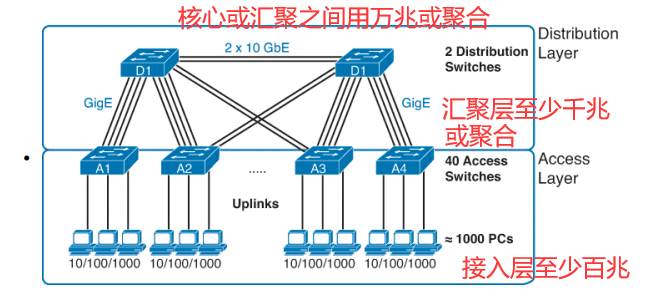 核心或汇聚之间用万兆或聚合
Distribution
Layer
2 x 10 GbE
2 Distribution
Switches
D1
D1
GigE
GigE
汇聚层至少千兆
或聚合
A1
A2
.....
A3
A4
40 Access
Switches
Access
Layer
Uplinks
≈ 1000 PCs
10/100/1000
10/100/1000
10/100/1000
10/100/1000
接入层至少百兆